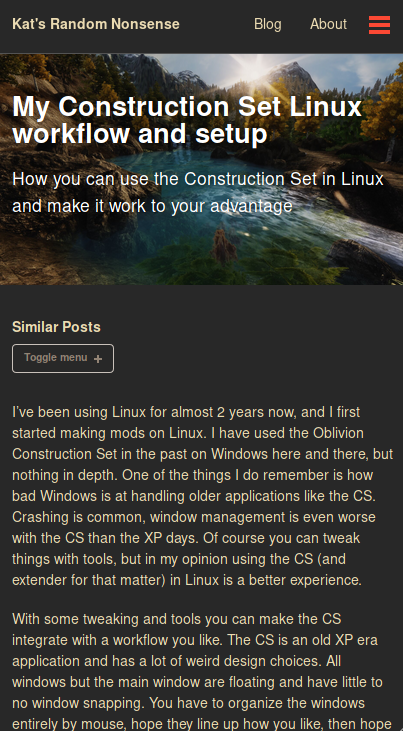 Kat's Random Nonsense
Blog
About
My Construction Set Linux
workflow and setup
How you can use the Construction Set in Linux
and make it work to your advantage
Similar Posts
Toggle menu +
I've been using Linux for almost 2 years now, and I first
started making mods on Linux. I have used the Oblivion
Construction Set in the past on Windows here and there, but
nothing in depth. One of the things I do remember is how
bad Windows is at handling older applications like the CS.
Crashing is common, window management is even worse
with the CS than the XP days. Of course you can tweak
things with tools, but in my opinion using the CS (and
extender for that matter) in Linux is a better experience.
With some tweaking and tools you can make the CS
integrate with a workflow you like. The CS is an old XP era
application and has a lot of weird design choices. All
windows but the main window are floating and have little to
no window snapping. You have to organize the windows
entirely by mouse, hope they line up how you like, then hope